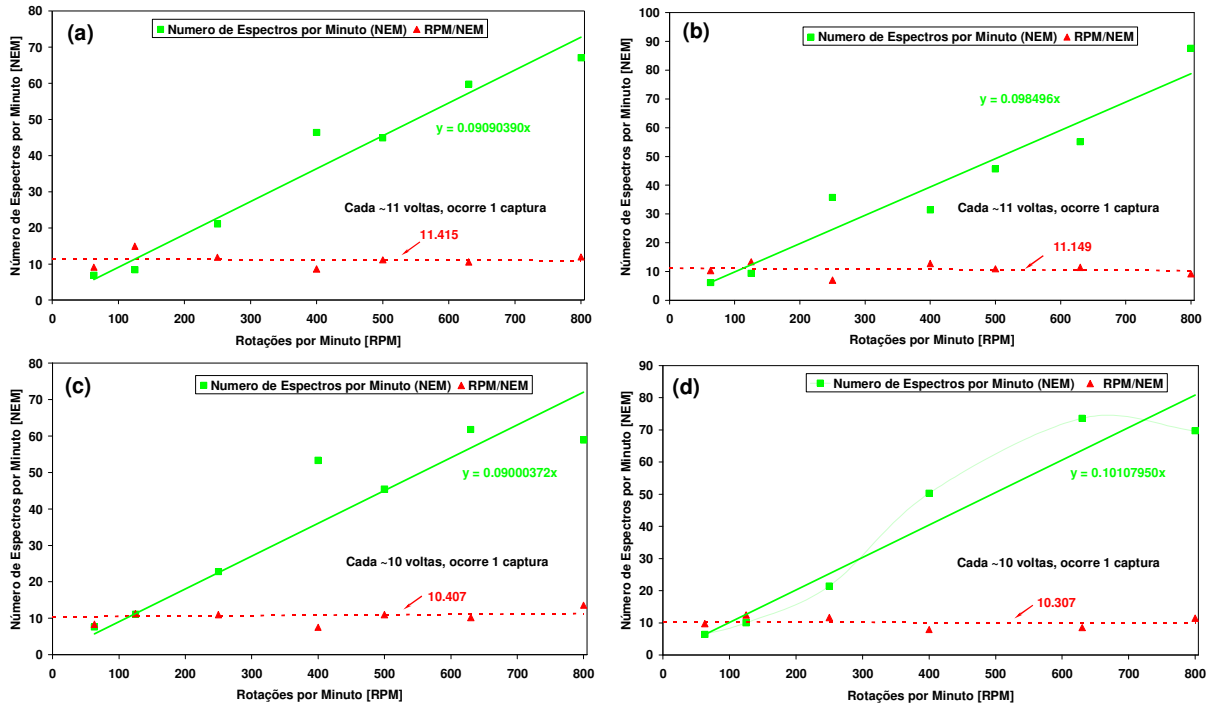 (a)
Numero de Espectros por Minuto (NEM) RPM/NEM
Número de Espectros por Minuto [NEM]
80
70
60
50
40
30
20
10
0
y = 0.09090390x
Cada ~11 voltas, ocorre 1 captura
11.415
0 100 200 300 400 500 600 700 800
Rotações por Minuto [RPM]
(b)
Numero de Espectros por Minuto (NEM) RPM/NEM
Número de Espectros por Minuto [NEM]
100
90
80
70
60
50
40
30
20
10
0
y = 0.098496x
Cada ~11 voltas, ocorre 1 captura
11.149
0 100 200 300 400 500 600 700 800
Rotações por Minuto [RPM]
(c)
Numero de Espectros por Minuto (NEM) RPM/NEM
Número de Espectros por Minuto [NEM]
80
70
60
50
40
30
20
10
0
y = 0.09000372x
Cada ~10 voltas, ocorre 1 captura
10.407
0 100 200 300 400 500 600 700 800
Rotações por Minuto [RPM]
(d)
Numero de Espectros por Minuto (NEM) RPM/NEM
Número de Espectros por Minuto [NEM]
90
80
70
60
50
40
30
20
10
0
y = 0.10107950x
Cada ~10 voltas, ocorre 1 captura
10.307
0 100 200 300 400 500 600 700 800
Rotações por Minuto [RPM]